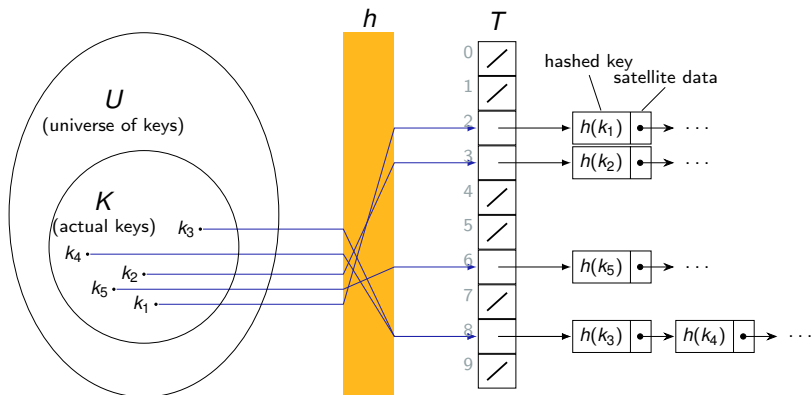 h
T
U
(universe of keys)
K
(actual keys)
k3
k4
k2
k5
k1
0
1
2
3
4
5
6
7
8
9
hashed key
satellite data
h(k1) ···
h(k2) ···
h(k5) ···
h(k3) h(k4) ···